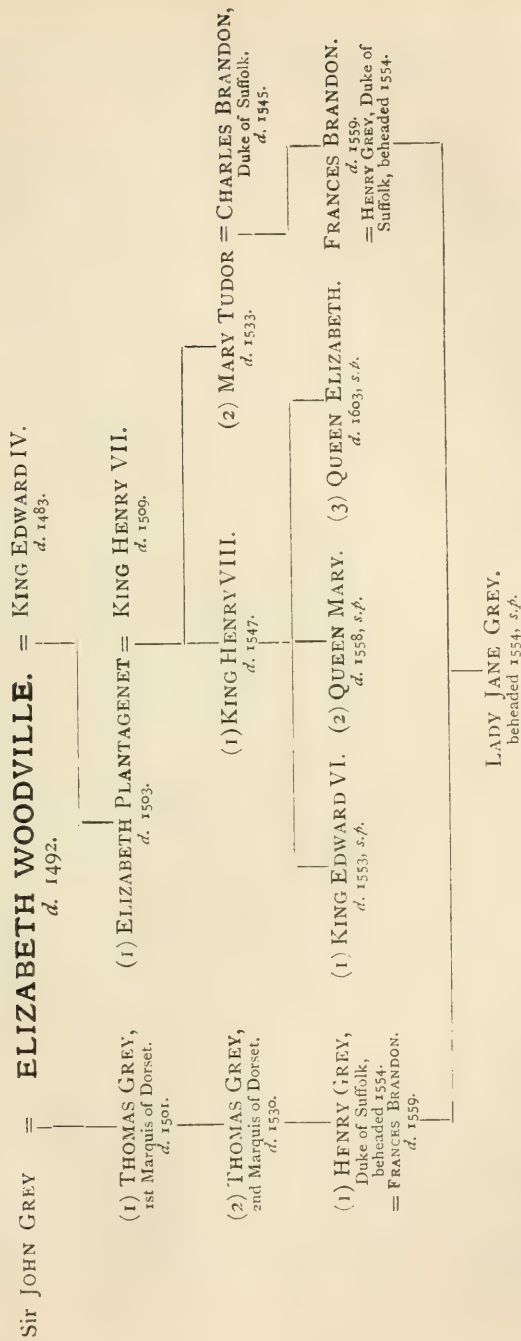 Sir JOHN GREY = ELIZABETH WOODVILLE. = KING EDWARD IV.
d. 1492.
d. 1483.
(1) THOMAS GREY,
1st Marquis of Dorset.
d. 1501.
(1) ELIZABETH PLANTAGENET = KING HENRY VII.
d. 1503.
d. 1509.
(2) THOMAS GREY,
2nd Marquis of Dorset.
d. 1530.
(1) KING HENRY VIII.
d. 1547.
(2) MARY TUDOR = CHARLES BRANDON,
d. 1533.
Duke of Suffolk.
d. 1545.
(1) HENRY GREY,
Duke of Suffolk,
beheaded 1554.
= FRANCES BRANDON.
d. 1559.
(1) KING EDWARD VI.
d. 1553, s.p.
(2) QUEEN MARY.
d. 1558, s.p.
(3) QUEEN ELIZABETH.
d. 1603, s.p.
FRANCES BRANDON.
d. 1559.
= HENRY GREY, Duke of
Suffolk, beheaded 1554.
LADY JANE GREY.
beheaded 1554, s.p.